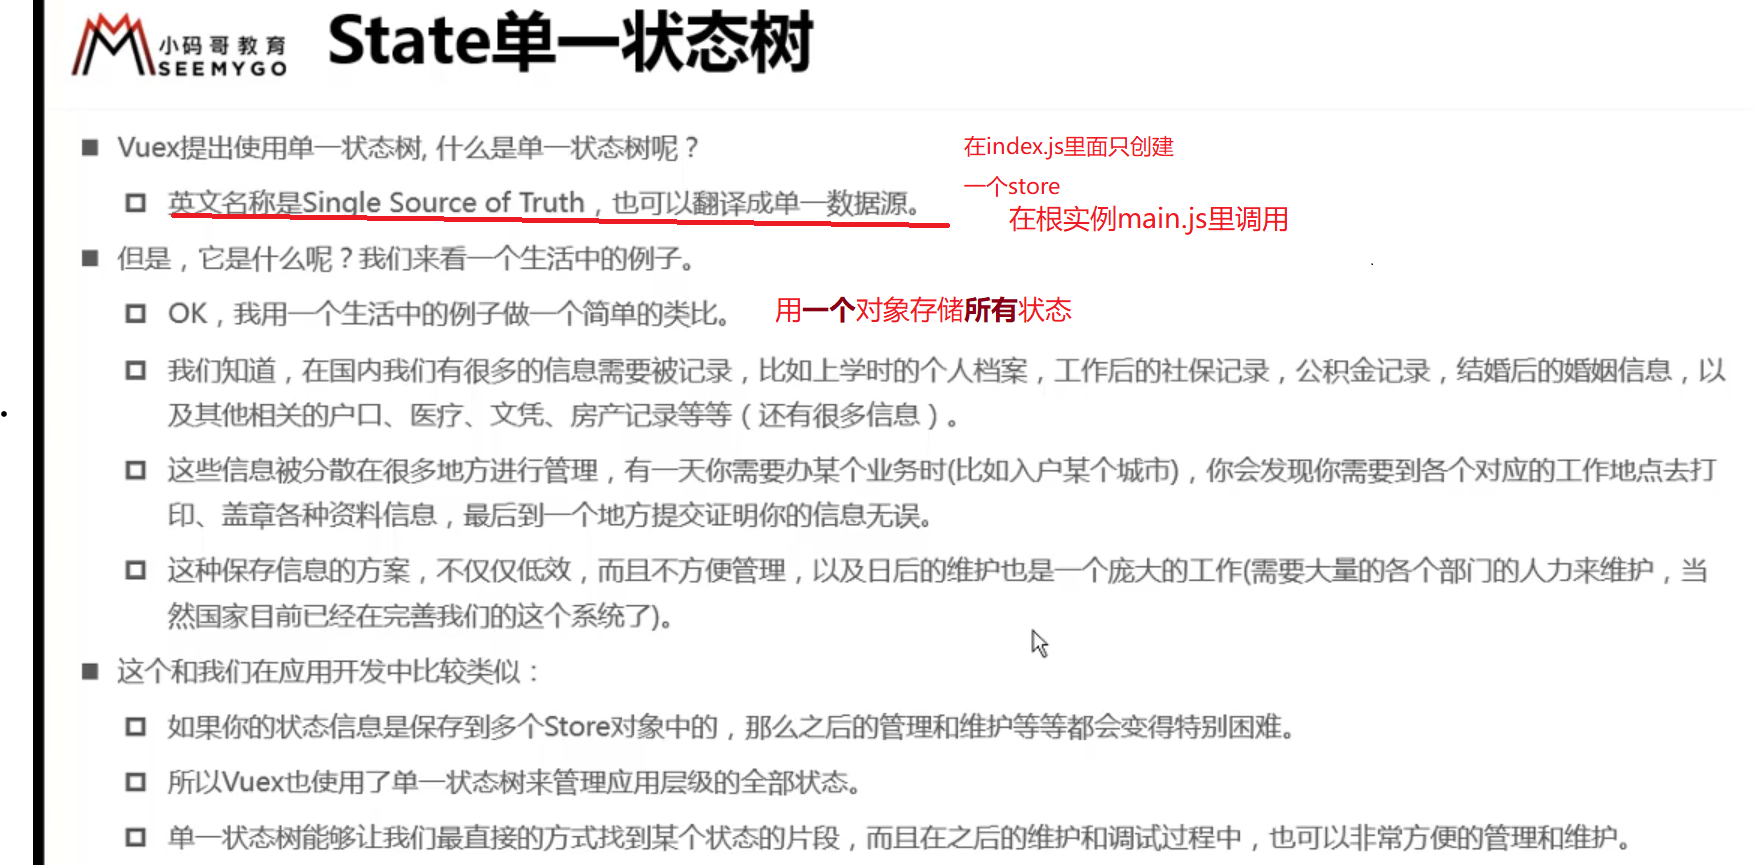 小码哥教育
SEEMYGO
State单一状态树
Vuex提出使用单一状态树, 什么是单一状态树呢？
在index.js里面只创建
一个store
英文名称是Single Source of Truth，也可以翻译成单一数据源。
在根实例main.js里调用
但是，它是什么呢？我们来看一个生活中的例子。
OK，我用一个生活中的例子做一个简单的类比。
用一个对象存储所有状态
我们知道，在国内我们有很多的信息需要被记录，比如上学时的个人档案，工作后的社保记录，公积金记录，结婚后的婚姻信息，以
及其他相关的户口、医疗、文凭、房产记录等等（还有很多信息）。
这些信息被分散在很多地方进行管理，有一天你需要办某个业务时(比如入户某个城市)，你会发现你需要到各个对应的工作地点去打
印、盖章各种资料信息，最后到一个地方提交证明你的信息无误。
这种保存信息的方案，不仅仅低效，而且不方便管理，以及日后的维护也是一个庞大的工作(需要大量的各个部门的人力来维护，当
然国家目前已经在完善我们的这个系统了)。
这个和我们在应用开发中比较类似：
如果你的状态信息是保存到多个Store对象中的，那么之后的管理和维护等等都会变得特别困难。
所以Vuex也使用了单一状态树来管理应用层级的全部状态。
单一状态树能够让我们最直接的方式找到某个状态的片段，而且在之后的维护和调试过程中，也可以非常方便的管理和维护。